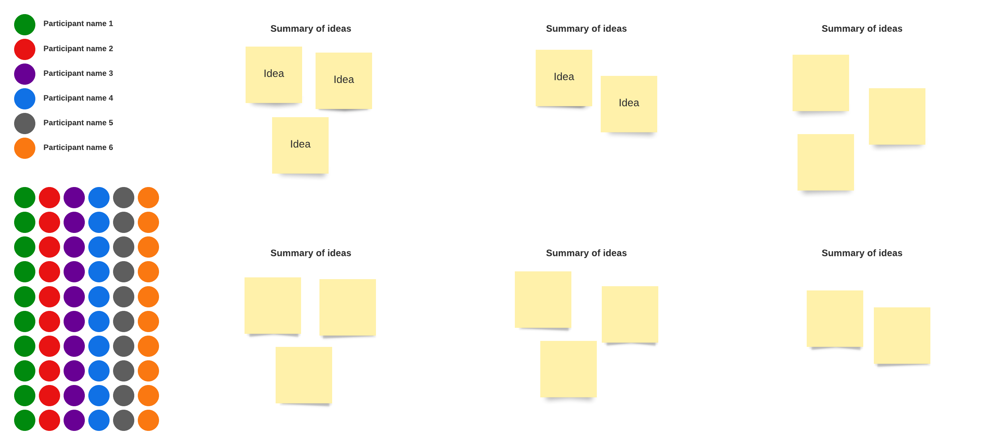 Participant name 1
Participant name 2
Participant name 3
Participant name 4
Participant name 5
Participant name 6
Summary of ideas
Idea
Idea
Idea
Summary of ideas
Idea
Idea
Summary of ideas
Summary of ideas
Summary of ideas
Summary of ideas